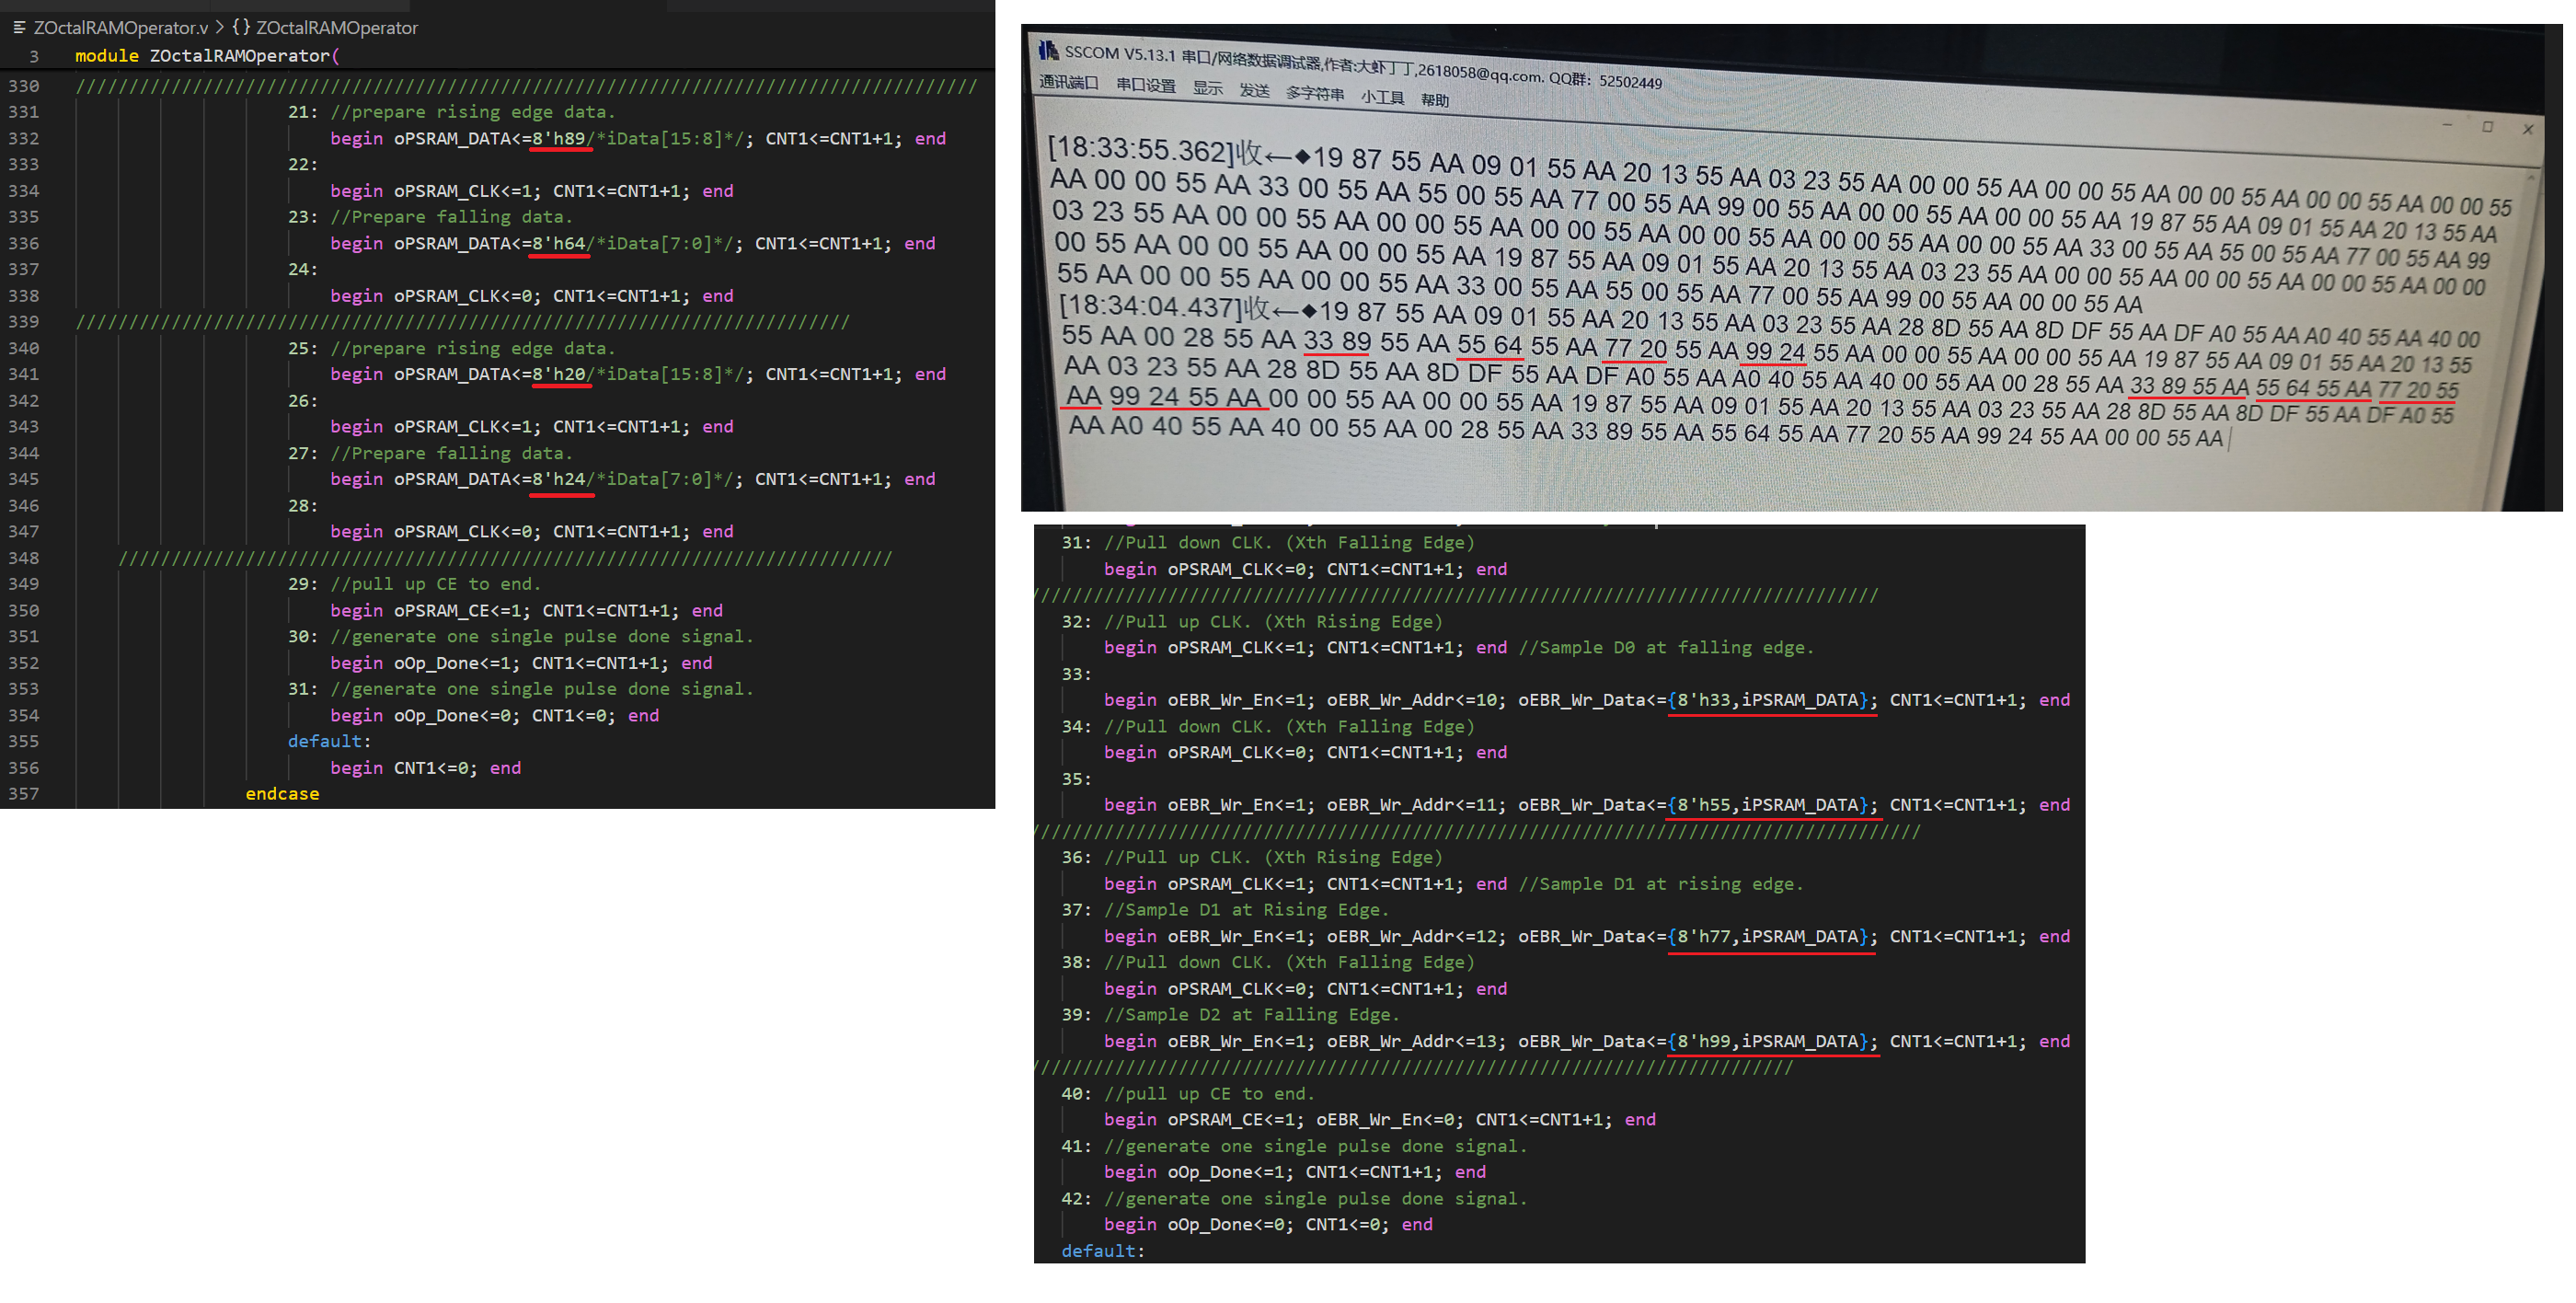 ZOctalRAMOperator.v > {} ZOctalRAMOperator
3 module ZOctalRAMOperator(
330 /////////////////////////////////////////////////////////////////////////////////////
331 21: //prepare rising edge data.
332 begin oPSRAM_DATA<=8'h89/*iData[15:8]*/; CNT1<=CNT1+1; end
333 22:
334 begin oPSRAM_CLK<=1; CNT1<=CNT1+1; end
335 23: //Prepare falling data.
336 begin oPSRAM_DATA<=8'h64/*iData[7:0]*/; CNT1<=CNT1+1; end
337 24:
338 begin oPSRAM_CLK<=0; CNT1<=CNT1+1; end
339 /////////////////////////////////////////////////////////////////////////
340 25: //prepare rising edge data.
341 begin oPSRAM_DATA<=8'h20/*iData[15:8]*/; CNT1<=CNT1+1; end
342 26:
343 begin oPSRAM_CLK<=1; CNT1<=CNT1+1; end
344 27: //Prepare falling data.
345 begin oPSRAM_DATA<=8'h24/*iData[7:0]*/; CNT1<=CNT1+1; end
346 28:
347 begin oPSRAM_CLK<=0; CNT1<=CNT1+1; end
348 /////////////////////////////////////////////////////////////////////////
349 29: //pull up CE to end.
350 begin oPSRAM_CE<=1; CNT1<=CNT1+1; end
351 30: //generate one single pulse done signal.
352 begin oOp_Done<=1; CNT1<=CNT1+1; end
353 31: //generate one single pulse done signal.
354 begin oOp_Done<=0; CNT1<=0; end
355 default:
356 begin CNT1<=0; end
357 endcase
SSCOM V5.13.1 串口/网络数据调试器,作者:大虾丁丁,2618058@qq.com. QQ群: 52502449
通讯端口 串口设置 显示 发送 多字符串 小工具 帮助
[18:33:55.362]收←◆19 87 55 AA 09 01 55 AA 20 13 55 AA 03 23 55 AA 00 00 55 AA 00 00 55 AA 00 00 55 AA 00 00 55 AA 00 00 55
AA 00 00 55 AA 33 00 55 AA 55 00 55 AA 77 00 55 AA 99 00 55 AA 00 00 55 AA 00 00 55 AA 19 87 55 AA 09 01 55 AA 20 13 55 AA
03 23 55 AA 00 00 55 AA 00 00 55 AA 00 00 55 AA 00 00 55 AA 00 00 55 AA 00 00 55 AA 33 00 55 AA 55 00 55 AA 77 00 55 AA 99
00 55 AA 00 00 55 AA 00 00 55 AA 19 87 55 AA 09 01 55 AA 20 13 55 AA 03 23 55 AA 00 00 55 AA 00 00 55 AA 00 00 55 AA 00 00
55 AA 00 00 55 AA 00 00 55 AA 33 00 55 AA 55 00 55 AA 77 00 55 AA 99 00 55 AA 00 00 55 AA
[18:34:04.437]收←◆19 87 55 AA 09 01 55 AA 20 13 55 AA 03 23 55 AA 28 8D 55 AA 8D DF 55 AA DF A0 55 AA A0 40 55 AA 40 00
55 AA 00 28 55 AA 33 89 55 AA 55 64 55 AA 77 20 55 AA 99 24 55 AA 00 00 55 AA 00 00 55 AA 19 87 55 AA 09 01 55 AA 20 13 55
AA 03 23 55 AA 28 8D 55 AA 8D DF 55 AA DF A0 55 AA A0 40 55 AA 40 00 55 AA 00 28 55 AA 33 89 55 AA 55 64 55 AA 77 20 55
AA 99 24 55 AA 00 00 55 AA 00 00 55 AA 19 87 55 AA 09 01 55 AA 20 13 55 AA 03 23 55 AA 28 8D 55 AA 8D DF 55 AA DF A0 55
AA A0 40 55 AA 40 00 55 AA 00 28 55 AA 33 89 55 AA 55 64 55 AA 77 20 55 AA 99 24 55 AA 00 00 55 AA
31: //Pull down CLK. (Xth Falling Edge)
begin oPSRAM_CLK<=0; CNT1<=CNT1+1; end
////////////////////////////////////////////////////////////////////////////////
32: //Pull up CLK. (Xth Rising Edge)
begin oPSRAM_CLK<=1; CNT1<=CNT1+1; end //Sample D0 at falling edge.
33:
begin oEBR_Wr_En<=1; oEBR_Wr_Addr<=10; oEBR_Wr_Data<={8'h33,iPSRAM_DATA}; CNT1<=CNT1+1; end
34: //Pull down CLK. (Xth Falling Edge)
begin oPSRAM_CLK<=0; CNT1<=CNT1+1; end
35:
begin oEBR_Wr_En<=1; oEBR_Wr_Addr<=11; oEBR_Wr_Data<={8'h55,iPSRAM_DATA}; CNT1<=CNT1+1; end
////////////////////////////////////////////////////////////////////////////////////
36: //Pull up CLK. (Xth Rising Edge)
begin oPSRAM_CLK<=1; CNT1<=CNT1+1; end //Sample D1 at rising edge.
37: //Sample D1 at Rising Edge.
begin oEBR_Wr_En<=1; oEBR_Wr_Addr<=12; oEBR_Wr_Data<={8'h77,iPSRAM_DATA}; CNT1<=CNT1+1; end
38: //Pull down CLK. (Xth Falling Edge)
begin oPSRAM_CLK<=0; CNT1<=CNT1+1; end
39: //Sample D2 at Falling Edge.
begin oEBR_Wr_En<=1; oEBR_Wr_Addr<=13; oEBR_Wr_Data<={8'h99,iPSRAM_DATA}; CNT1<=CNT1+1; end
////////////////////////////////////////////////////////////////////////
40: //pull up CE to end.
begin oPSRAM_CE<=1; oEBR_Wr_En<=0; CNT1<=CNT1+1; end
41: //generate one single pulse done signal.
begin oOp_Done<=1; CNT1<=CNT1+1; end
42: //generate one single pulse done signal.
begin oOp_Done<=0; CNT1<=0; end
default: